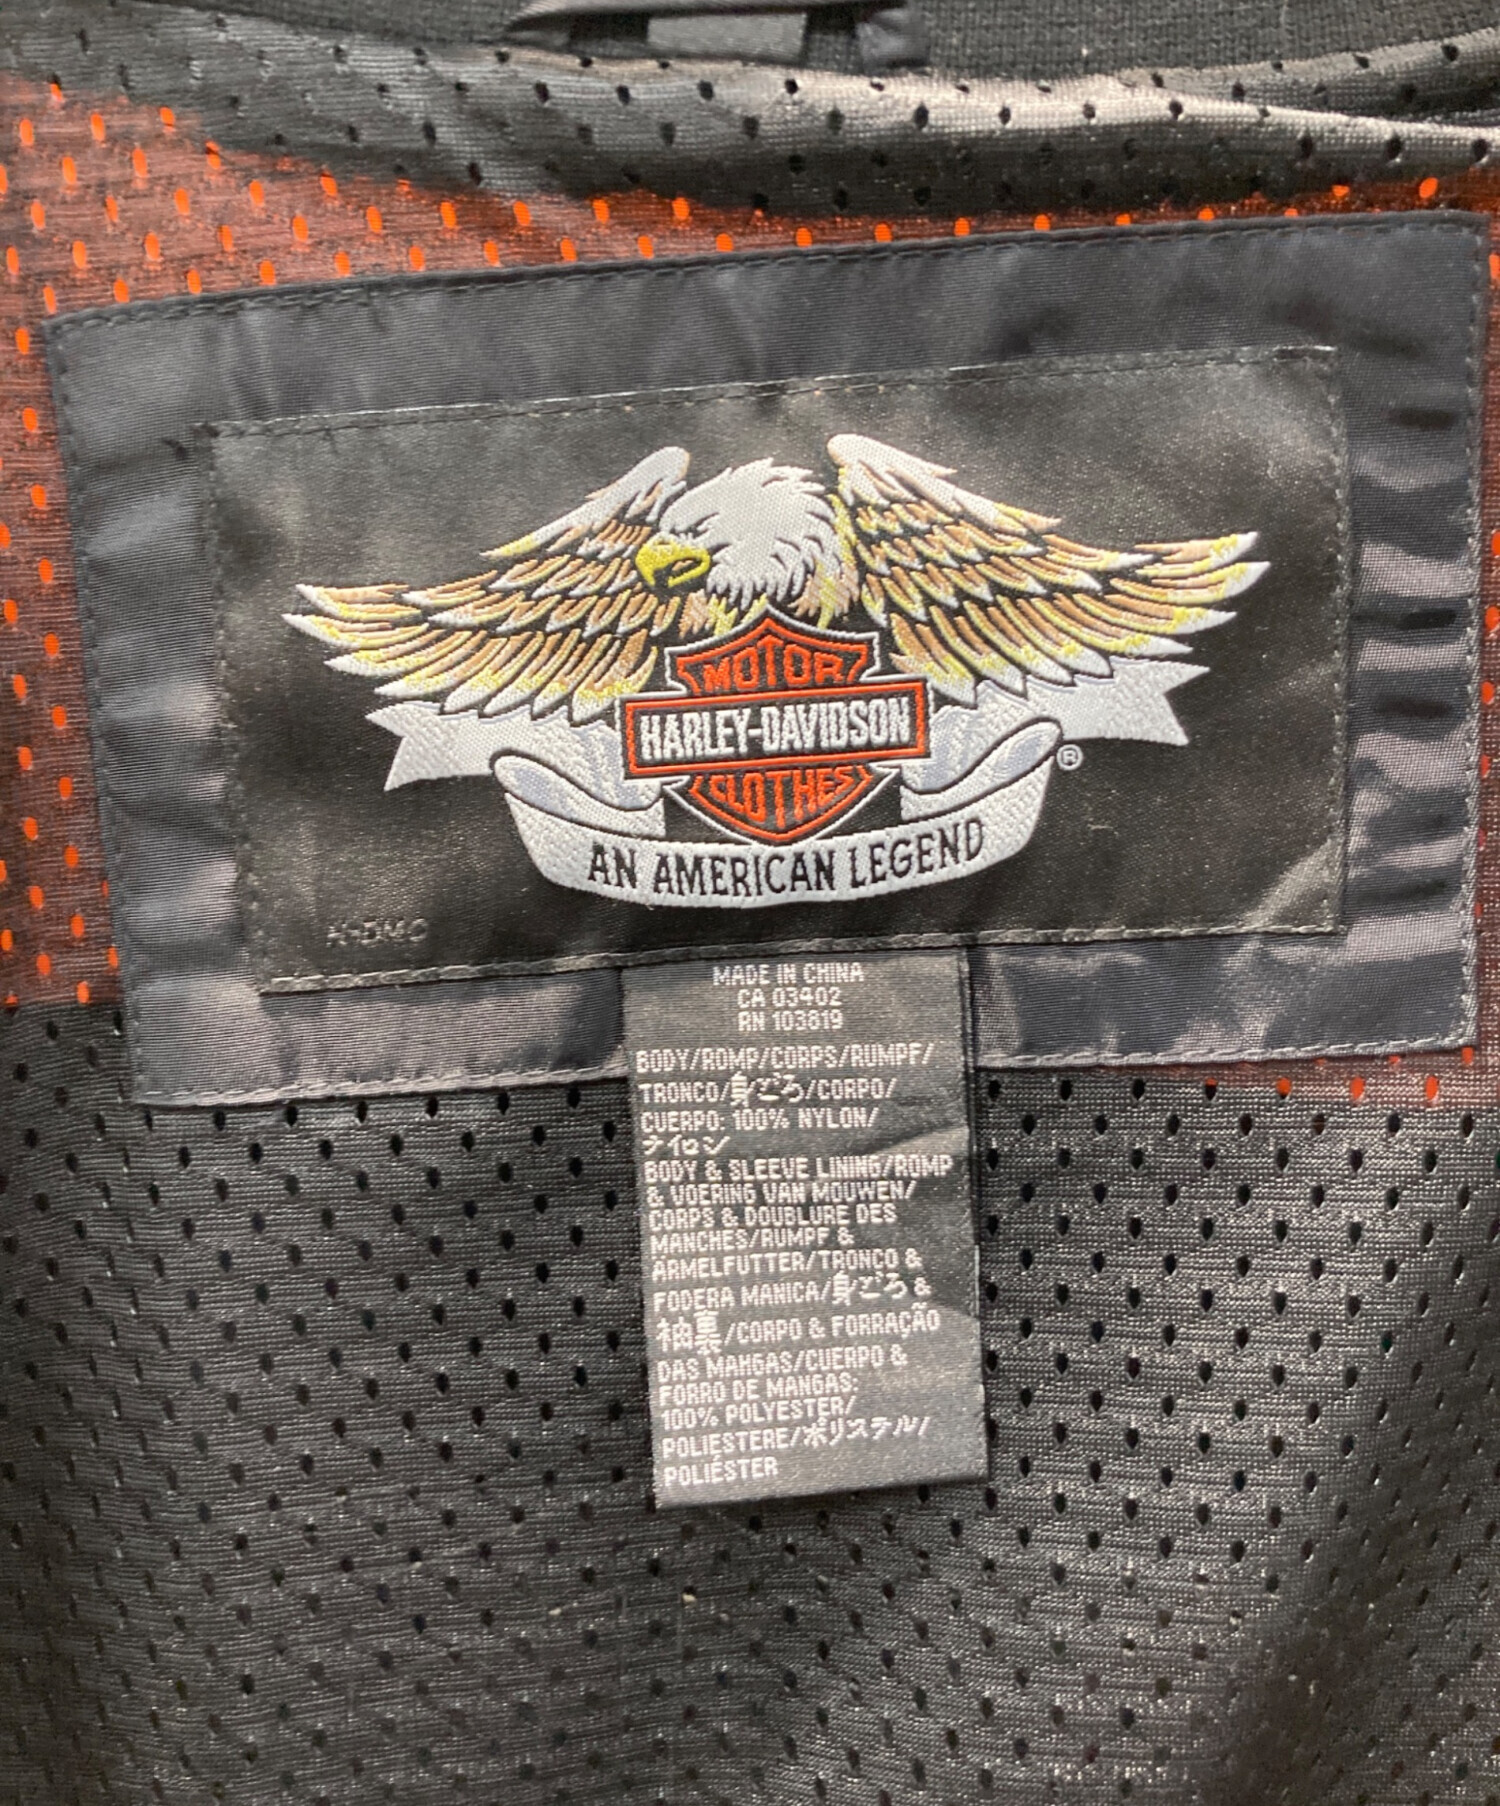 MOTOR
HARLEY-DAVIDSON
CLOTHES
®
AN AMERICAN LEGEND
H-DMC
MADE IN CHINA
CA 03402
RN 103819
BODY/ROMP/CORPS/RUMPF/
TRONCO/身ごろ/CORPO/
CUERPO: 100% NYLON/
ナイロン
BODY & SLEEVE LINING/ROMP
& VOERING VAN MOUWEN/
CORPS & DOUBLURE DES
MANCHES/RUMPF &
ARMELFUTTER/TRONCO &
FODERA MANICA/身ごろ &
袖裏/CORPO & FORRAÇÃO
DAS MAHGAS/CUERPO &
FORRO DE MANGAS:
100% POLYESTER/
POLIESTERE/ポリステル/
POLIÉSTER